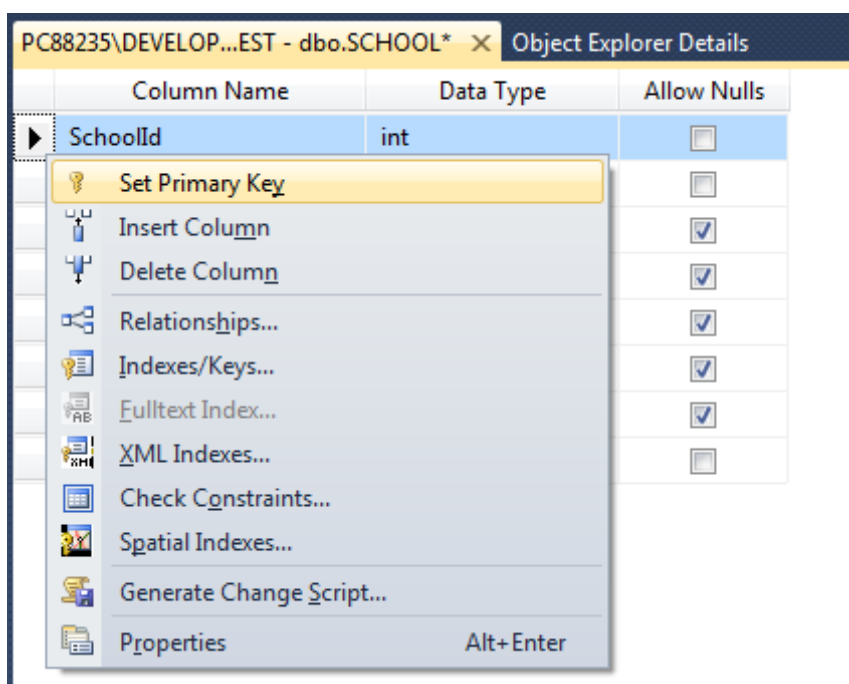 PC88235\DEVELOP...EST - dbo.SCHOOL* Object Explorer Details
Column Name Data Type Allow Nulls
SchoolId int
Set Primary Key
Insert Column
Delete Column
Relationships...
Indexes/Keys...
Fulltext Index...
XML Indexes...
Check Constraints...
Spatial Indexes...
Generate Change Script...
Properties Alt+Enter